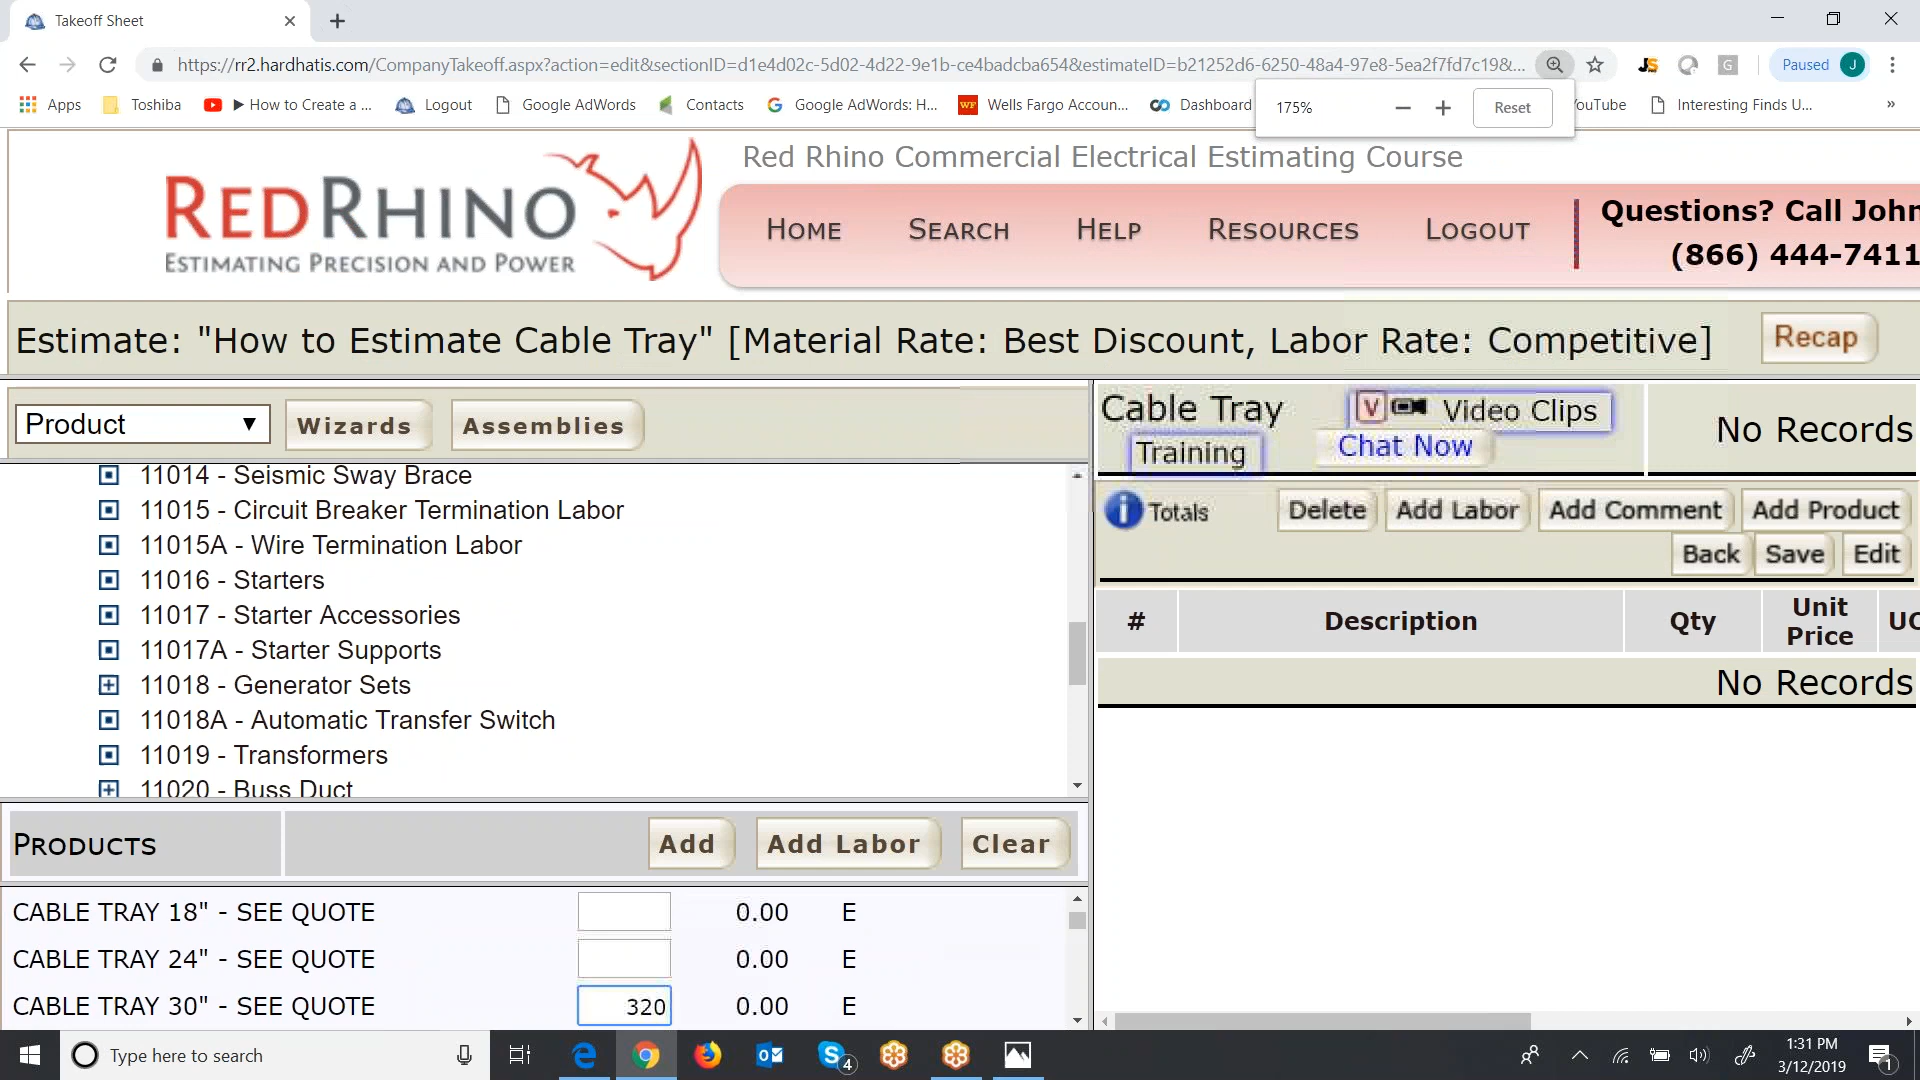 Takeoff Sheet
https://rr2.hardhatis.com/CompanyTakeoff.aspx?action=edit&sectionID=d1e4d02c-5d02-4d22-9e1b-ce4badcba654&estimateID=b21252d6-6250-48a4-97e8-5ea2f7fd7c19&...
JS
G
Paused J
Apps Toshiba ▶ How to Create a ... Logout Google AdWords Contacts Google AdWords: H... WF Wells Fargo Accoun... Dashboard YouTube Interesting Finds U... »
175% − + Reset
Red Rhino Commercial Electrical Estimating Course
REDRHINO
ESTIMATING PRECISION AND POWER
HOME SEARCH HELP RESOURCES LOGOUT
Questions? Call John
(866) 444-7411
Estimate: "How to Estimate Cable Tray" [Material Rate: Best Discount, Labor Rate: Competitive] Recap
Product Wizards Assemblies
11014 - Seismic Sway Brace
11015 - Circuit Breaker Termination Labor
11015A - Wire Termination Labor
11016 - Starters
11017 - Starter Accessories
11017A - Starter Supports
11018 - Generator Sets
11018A - Automatic Transfer Switch
11019 - Transformers
11020 - Buss Duct
PRODUCTS Add Add Labor Clear
CABLE TRAY 18" - SEE QUOTE 0.00 E
CABLE TRAY 24" - SEE QUOTE 0.00 E
CABLE TRAY 30" - SEE QUOTE 320 0.00 E
Cable Tray V Video Clips
Training Chat Now
No Records
i Totals Delete Add Labor Add Comment Add Product
Back Save Edit
# Description Qty Unit Price UO
No Records
Type here to search
4
1:31 PM
3/12/2019
1